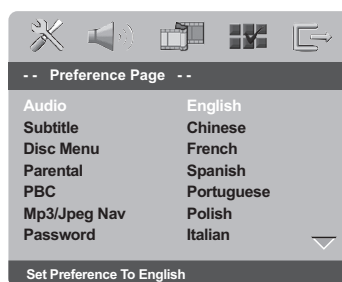 -- Preference Page --
Audio English
Subtitle Chinese
Disc Menu French
Parental Spanish
PBC Portuguese
Mp3/Jpeg Nav Polish
Password Italian
Set Preference To English